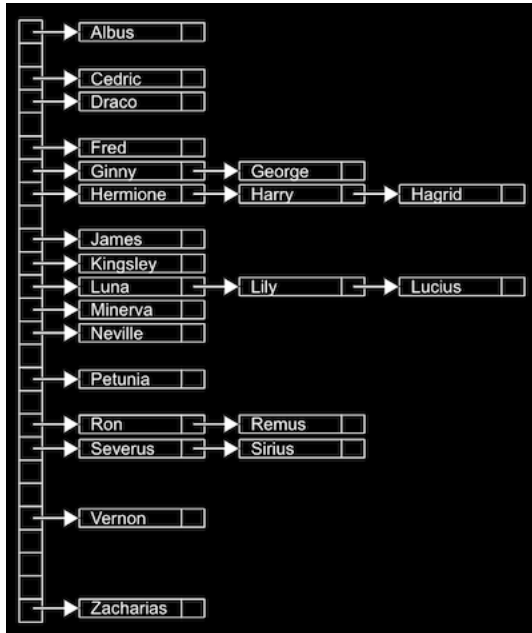 Albus
Cedric
Draco
Fred
Ginny George
Hermione Harry Hagrid
James
Kingsley
Luna Lily Lucius
Minerva
Neville
Petunia
Ron Remus
Severus Sirius
Vernon
Zacharias